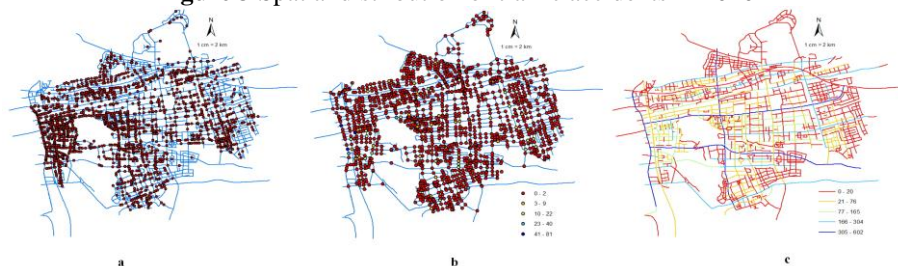 N
1 cm = 2 km
N
1 cm = 2 km
N
1 cm = 2 km
0 - 2
3 - 9
10 - 22
23 - 40
41 - 81
0 - 20
21 - 76
77 - 165
166 - 304
305 - 602
a
b
c